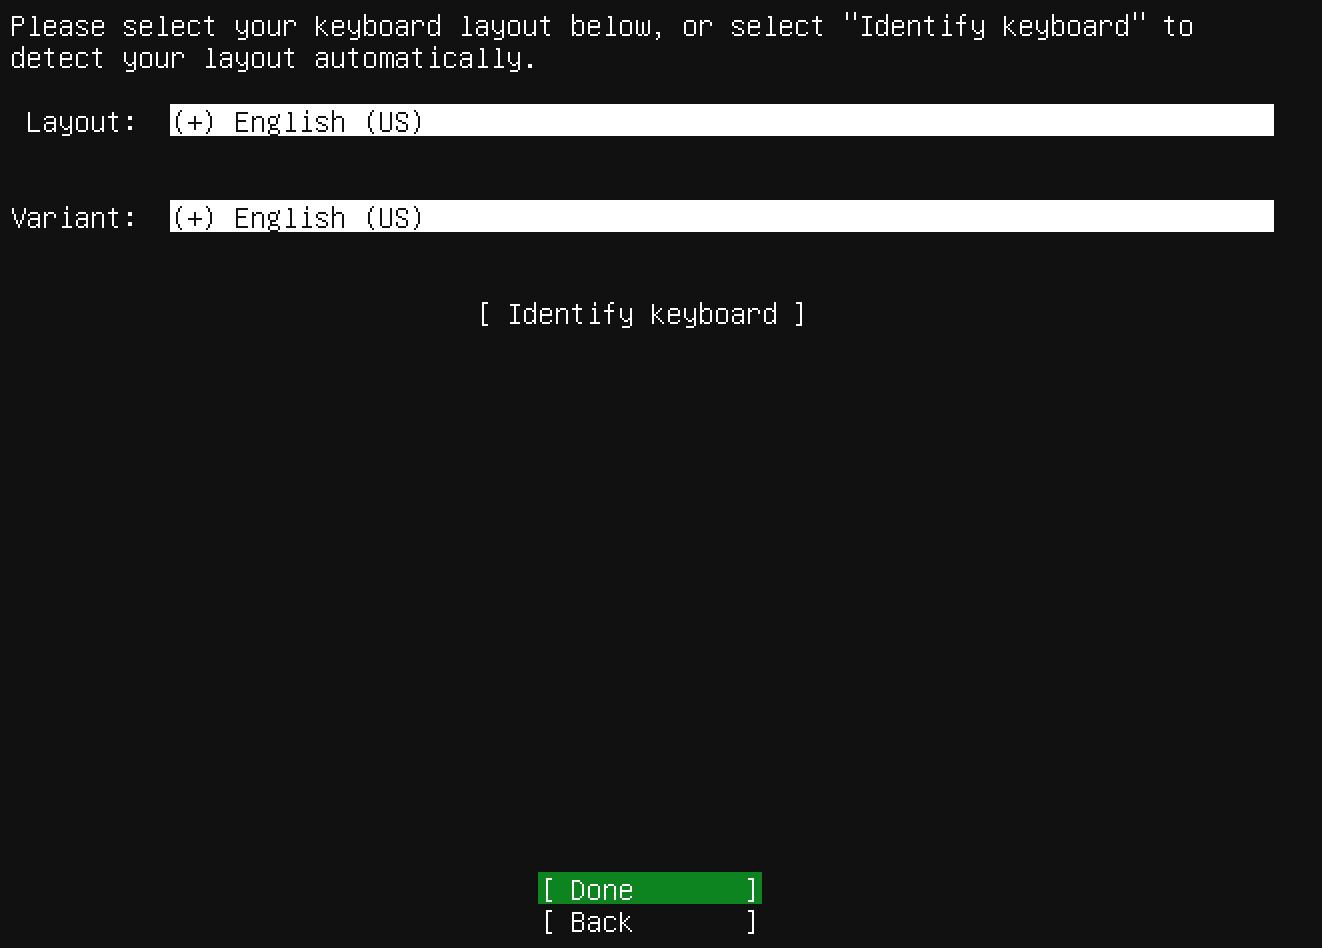 Please select your keyboard layout below, or select "Identify keyboard" to
detect your layout automatically.
Layout: (+) English (US)
Variant: (+) English (US)
[ Identify keyboard ]
[ Done ]
[ Back ]